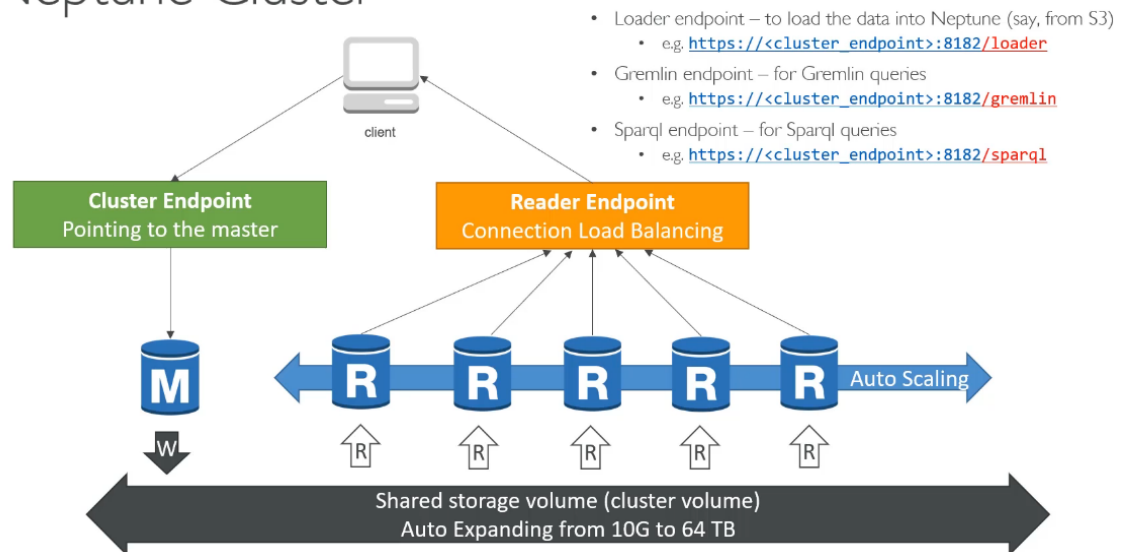 Neptune Cluster
• Loader endpoint – to load the data into Neptune (say, from S3)
• e.g. https://<cluster_endpoint>:8182/loader
• Gremlin endpoint – for Gremlin queries
• e.g. https://<cluster_endpoint>:8182/gremlin
• Sparql endpoint – for Sparql queries
• e.g. https://<cluster_endpoint>:8182/sparql
client
Cluster Endpoint
Pointing to the master
Reader Endpoint
Connection Load Balancing
M
R R R R R
Auto Scaling
W
R R R R R
Shared storage volume (cluster volume)
Auto Expanding from 10G to 64 TB